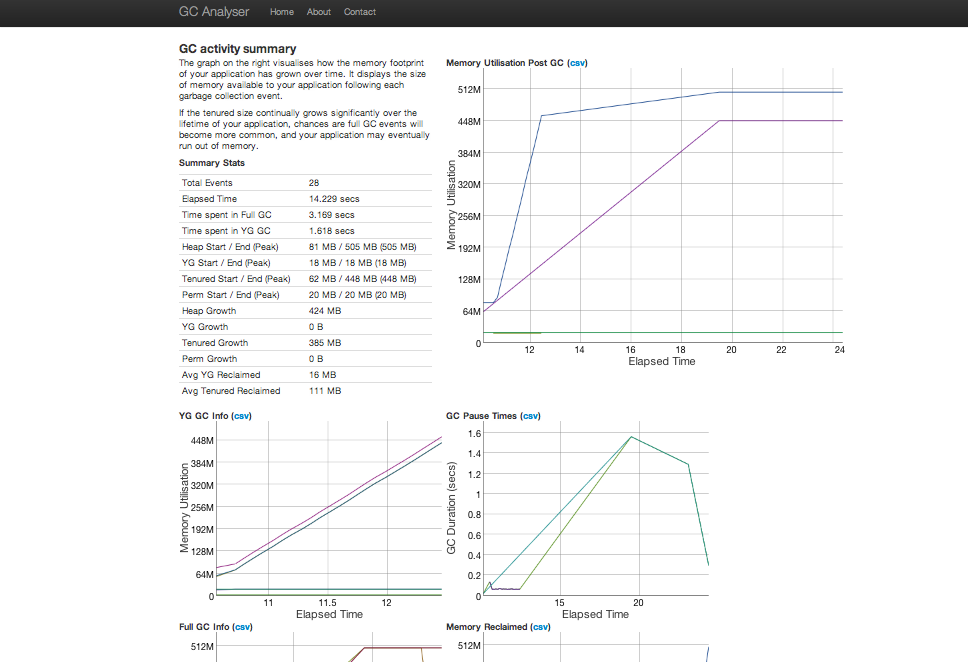 GC Analyser Home About Contact
GC activity summary
The graph on the right visualises how the memory footprint
of your application has grown over time. It displays the size
of memory available to your application following each
garbage collection event.
If the tenured size continually grows significantly over the
lifetime of your application, chances are full GC events will
become more common, and your application may eventually
run out of memory.
Summary Stats
Total Events 28
Elapsed Time 14.229 secs
Time spent in Full GC 3.169 secs
Time spent in YG GC 1.618 secs
Heap Start / End (Peak) 81 MB / 505 MB (505 MB)
YG Start / End (Peak) 18 MB / 18 MB (18 MB)
Tenured Start / End (Peak) 62 MB / 448 MB (448 MB)
Perm Start / End (Peak) 20 MB / 20 MB (20 MB)
Heap Growth 424 MB
YG Growth 0 B
Tenured Growth 385 MB
Perm Growth 0 B
Avg YG Reclaimed 16 MB
Avg Tenured Reclaimed 111 MB
Memory Utilisation Post GC (csv)
Memory Utilisation
512M
448M
384M
320M
256M
192M
128M
64M
0
12 14 16 18 20 22 24
Elapsed Time
YG GC Info (csv)
Memory Utilisation
448M
384M
320M
256M
192M
128M
64M
0
11 11.5 12
Elapsed Time
GC Pause Times (csv)
GC Duration (secs)
1.6
1.4
1.2
1
0.8
0.6
0.4
0.2
0
15 20
Elapsed Time
Full GC Info (csv)
512M
Memory Reclaimed (csv)
512M